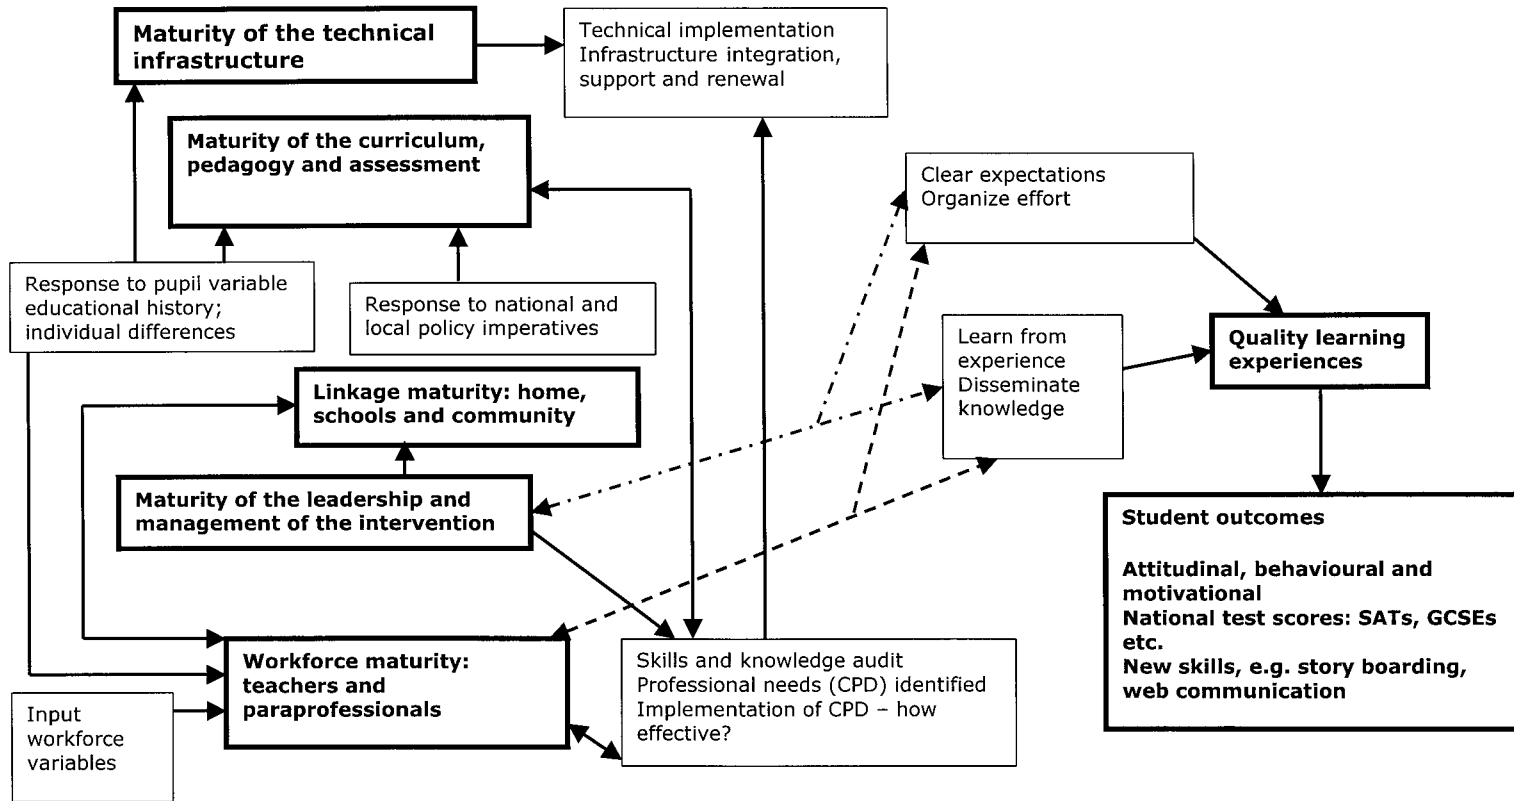 Maturity of the technical
infrastructure
Technical implementation
Infrastructure integration,
support and renewal
Maturity of the curriculum,
pedagogy and assessment
Clear expectations
Organize effort
Response to pupil variable
educational history;
individual differences
Response to national and
local policy imperatives
Learn from
experience
Disseminate
knowledge
Quality learning
experiences
Linkage maturity: home,
schools and community
Maturity of the leadership and
management of the intervention
Student outcomes
Attitudinal, behavioural and
motivational
National test scores: SATs, GCSEs
etc.
New skills, e.g. story boarding,
web communication
Workforce maturity:
teachers and
paraprofessionals
Skills and knowledge audit
Professional needs (CPD) identified
Implementation of CPD – how
effective?
Input
workforce
variables